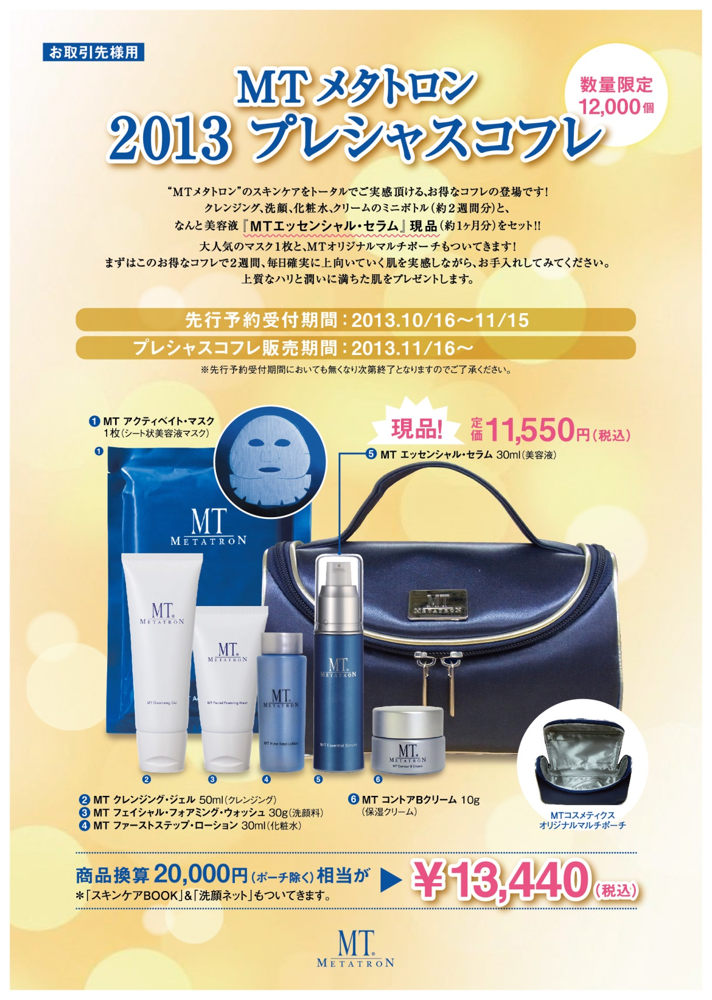 お取引先様用
MTメタトロン
2013 プレシャスコフレ
数量限定
12,000個
“MTメタトロン”のスキンケアをトータルでご実感頂ける、お得なコフレの登場です!
クレンジング、洗顔、化粧水、クリームのミニボトル(約2週間分)と、
なんと美容液『MTエッセンシャル・セラム』現品(約1ヶ月分)をセット!!
大人気のマスク1枚と、MTオリジナルマルチポーチもついてきます!
まずはこのお得なコフレで2週間、毎日確実に上向いていく肌を実感しながら、お手入れしてみてください。
上質なハリと潤いに満ちた肌をプレゼントします。
先行予約受付期間:2013.10/16〜11/15
プレシャスコフレ販売期間:2013.11/16〜
※先行予約受付期間においても無くなり次第終了となりますのでご了承ください。
❶ MT アクティベイト・マスク
1枚(シート状美容液マスク)
❶
現品!
定価11,550円(税込)
❺ MT エッセンシャル・セラム 30ml(美容液)
MT
METATRON
MT A
MT
METATRON
MT.
METATRON
MT Cleansing Gel
MT.
METATRON
MT Facial Foaming Wash
MT.
METATRON
MT First Step Lotion
MT.
METATRON
MT Essential Serum
MT.
METATRON
MT Contour B Cream
❷
❸
❹
❺
❻
❷ MT クレンジング・ジェル 50ml(クレンジング)
❸ MT フェイシャル・フォアミング・ウォッシュ 30g(洗顔料)
❹ MT ファーストステップ・ローション 30ml(化粧水)
❻ MT コントアBクリーム 10g
(保湿クリーム)
MTコスメティクス
オリジナルマルチポーチ
商品換算20,000円(ポーチ除く)相当が
¥13,440(税込)
＊「スキンケアBOOK」&「洗顔ネット」もついてきます。
MT®
METATRON